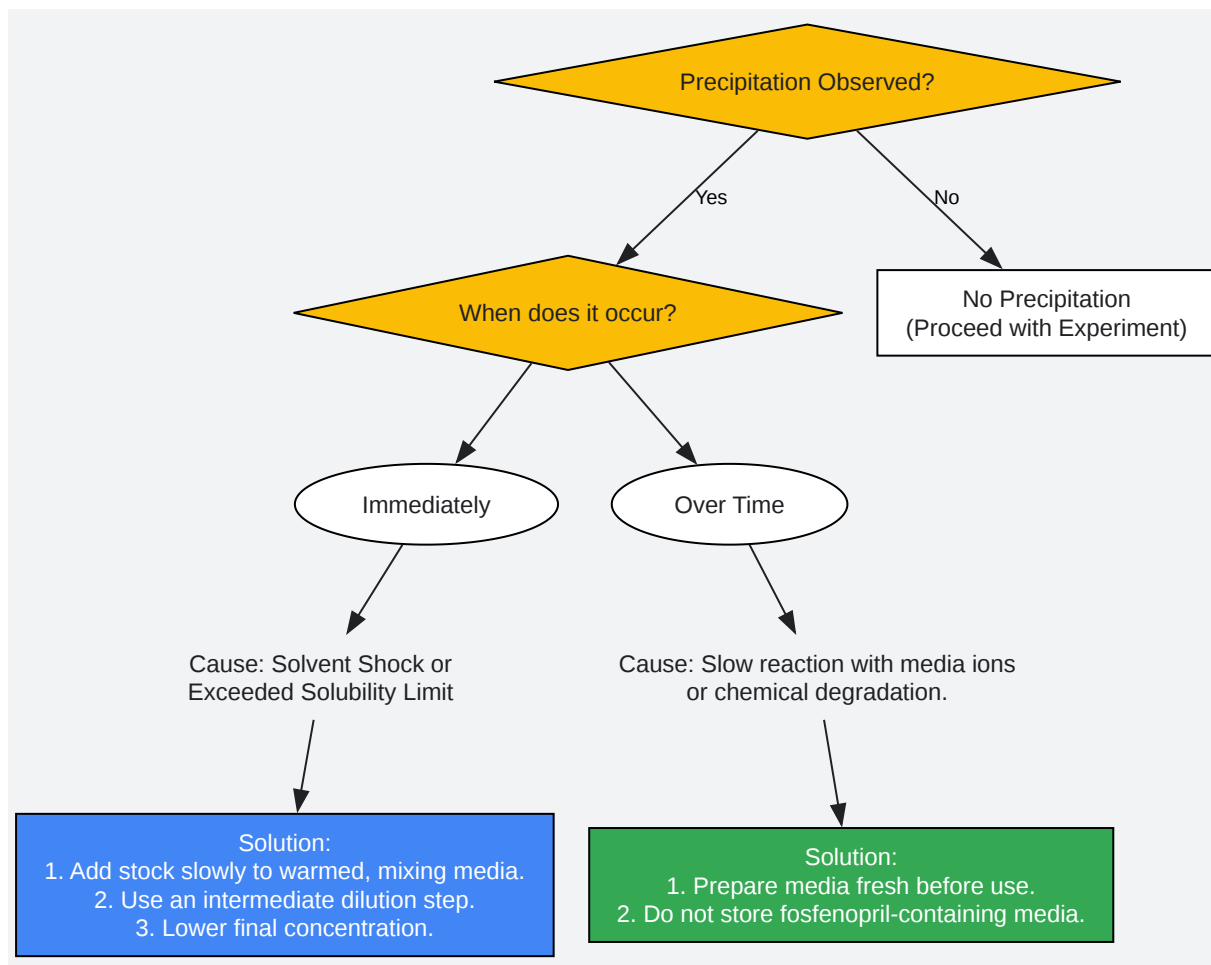 Precipitation Observed?
Yes
No
When does it occur?
No Precipitation
(Proceed with Experiment)
Immediately
Over Time
Cause: Solvent Shock or
Exceeded Solubility Limit
Cause: Slow reaction with media ions
or chemical degradation.
Solution:
1. Add stock slowly to warmed, mixing media.
2. Use an intermediate dilution step.
3. Lower final concentration.
Solution:
1. Prepare media fresh before use.
2. Do not store fosfenopril-containing media.